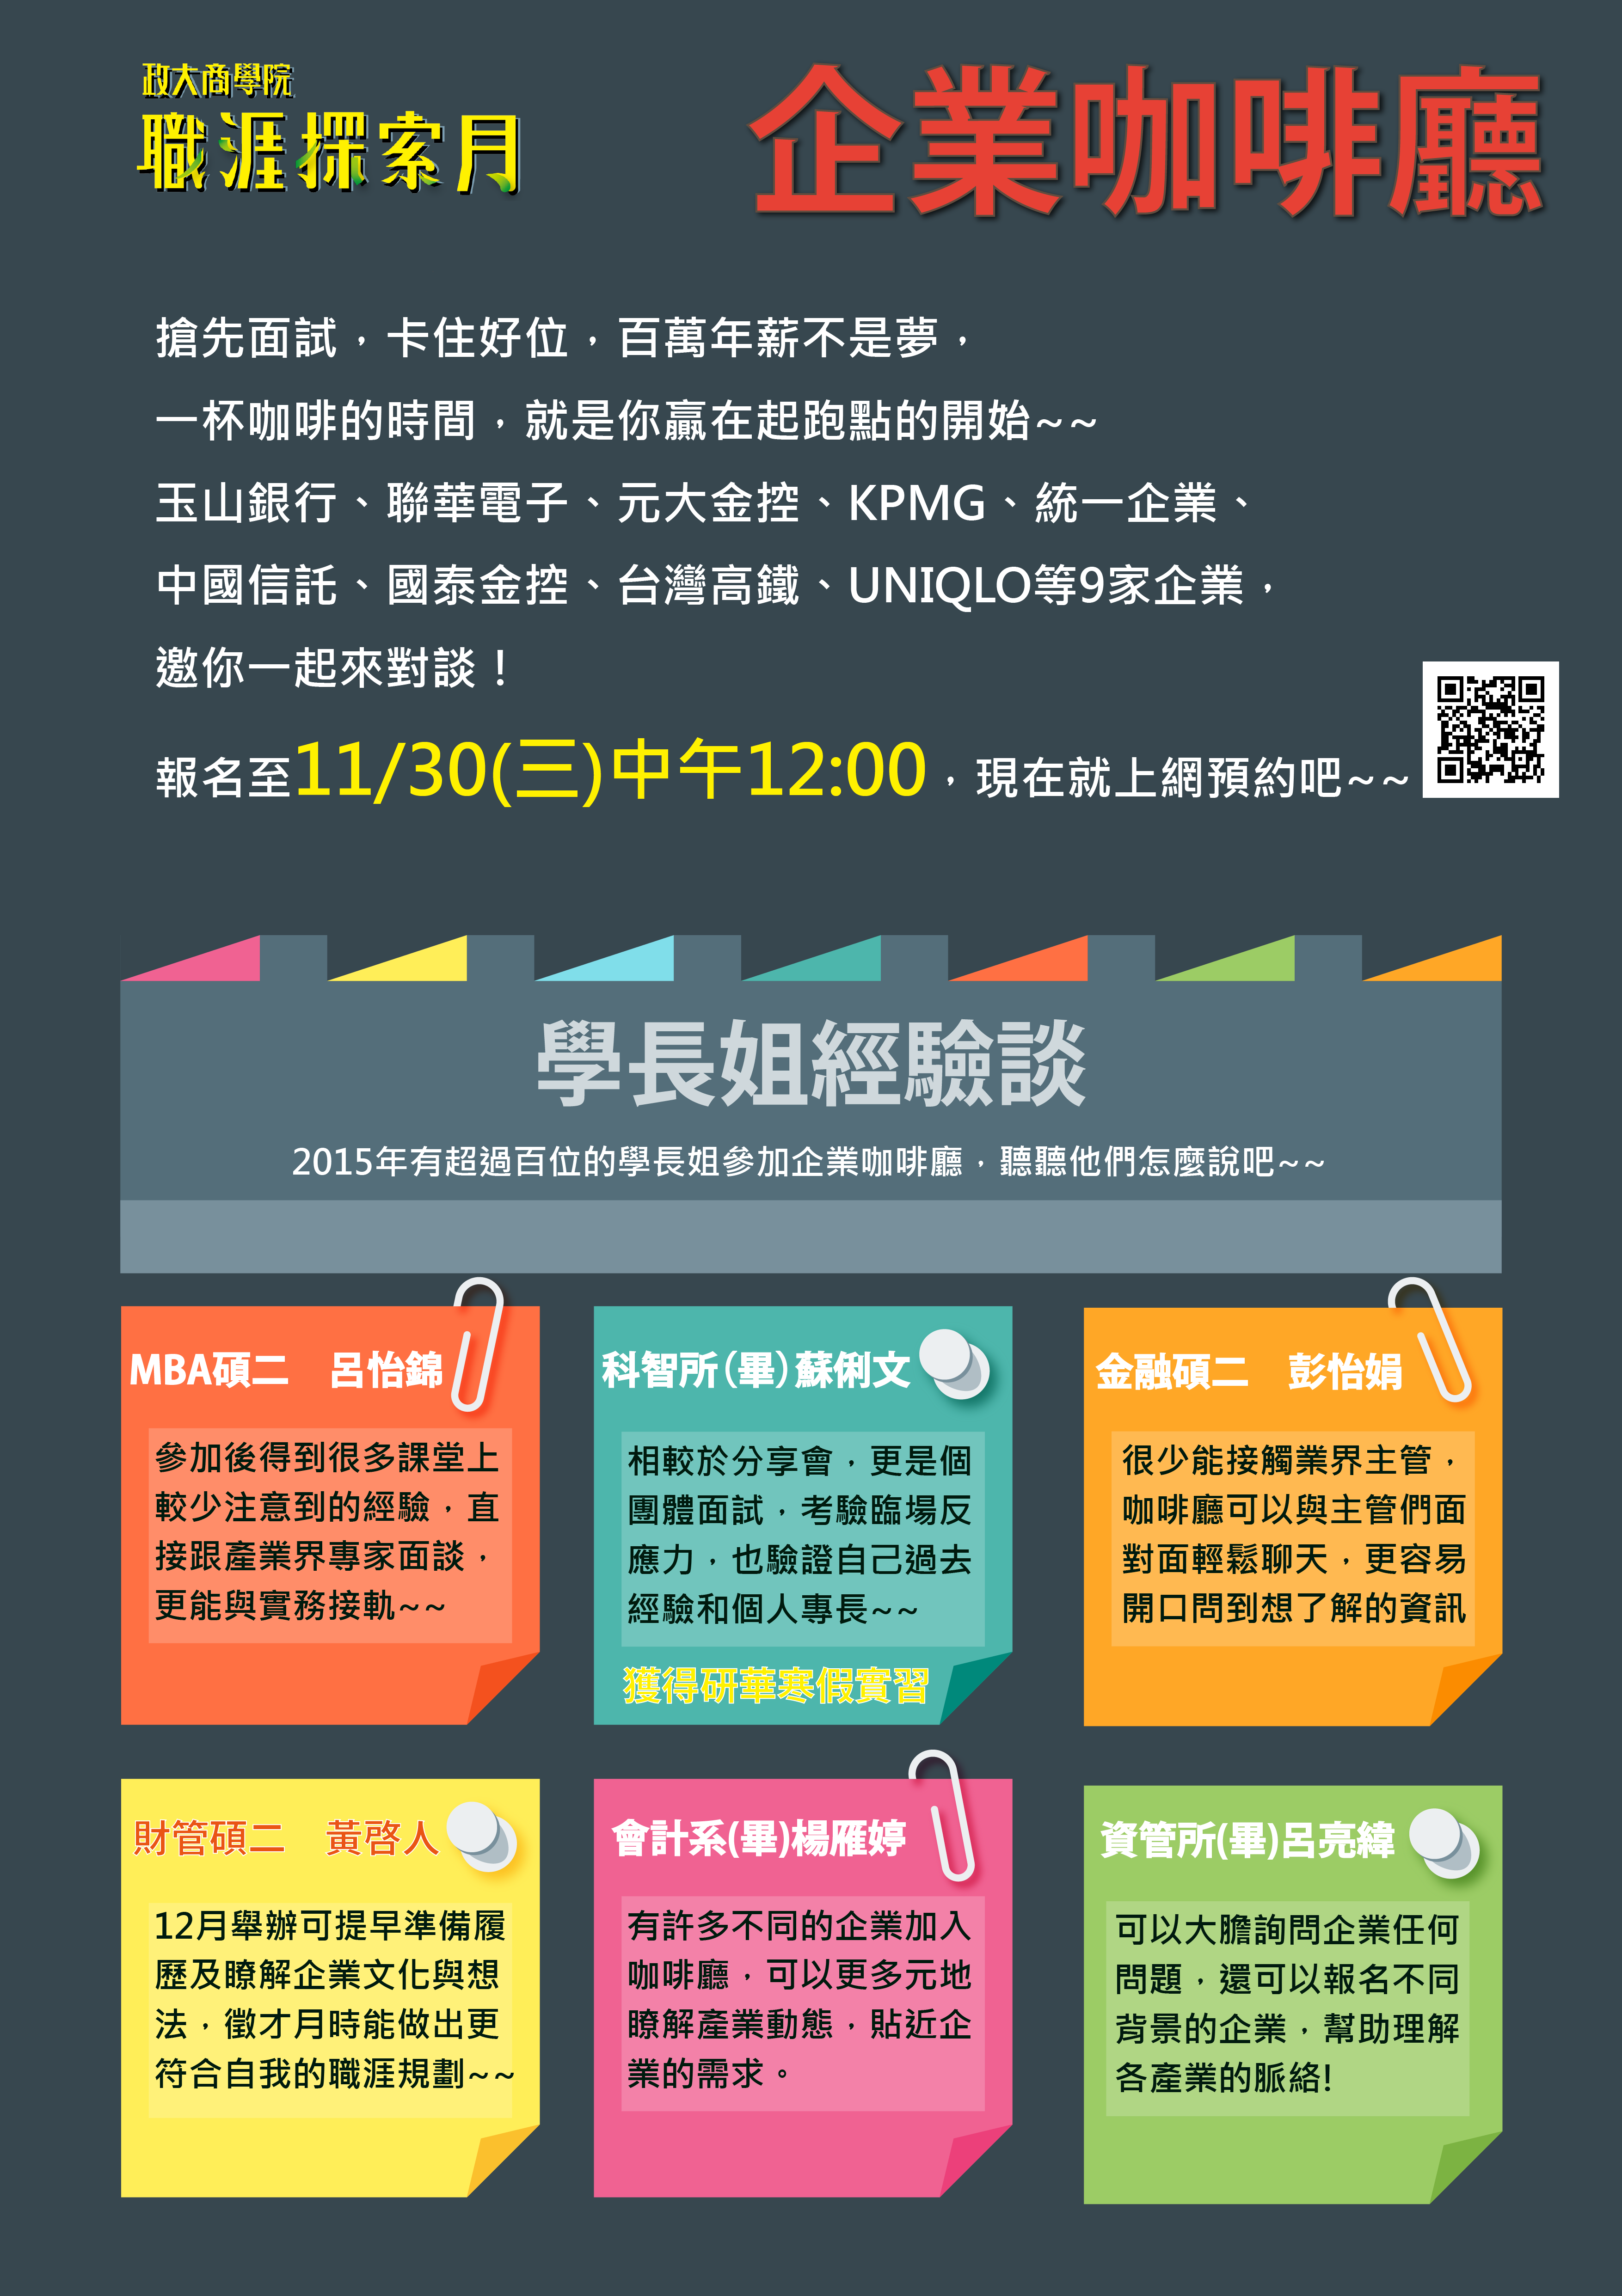 政大商學院
職涯探索月
企業咖啡廳
搶先面試，卡住好位，百萬年薪不是夢，
一杯咖啡的時間，就是你贏在起跑點的開始~~
玉山銀行、聯華電子、元大金控、KPMG、統一企業、
中國信託、國泰金控、台灣高鐵、UNIQLO等9家企業，
邀你一起來對談！
報名至11/30(三)中午12:00，現在就上網預約吧~~
學長姐經驗談
2015年有超過百位的學長姐參加企業咖啡廳，聽聽他們怎麼說吧~~
MBA碩二　呂怡錦
參加後得到很多課堂上
較少注意到的經驗，直
接跟產業界專家面談，
更能與實務接軌~~
科智所（畢）蘇俐文
相較於分享會，更是個
團體面試，考驗臨場反
應力，也驗證自己過去
經驗和個人專長~~
獲得研華寒假實習
金融碩二　彭怡娟
很少能接觸業界主管，
咖啡廳可以與主管們面
對面輕鬆聊天，更容易
開口問到想了解的資訊
財管碩二　黃啓人
12月舉辦可提早準備履
歷及瞭解企業文化與想
法，徵才月時能做出更
符合自我的職涯規劃~~
會計系(畢)楊雁婷
有許多不同的企業加入
咖啡廳，可以更多元地
瞭解產業動態，貼近企
業的需求。
資管所(畢)呂亮緯
可以大膽詢問企業任何
問題，還可以報名不同
背景的企業，幫助理解
各產業的脈絡!